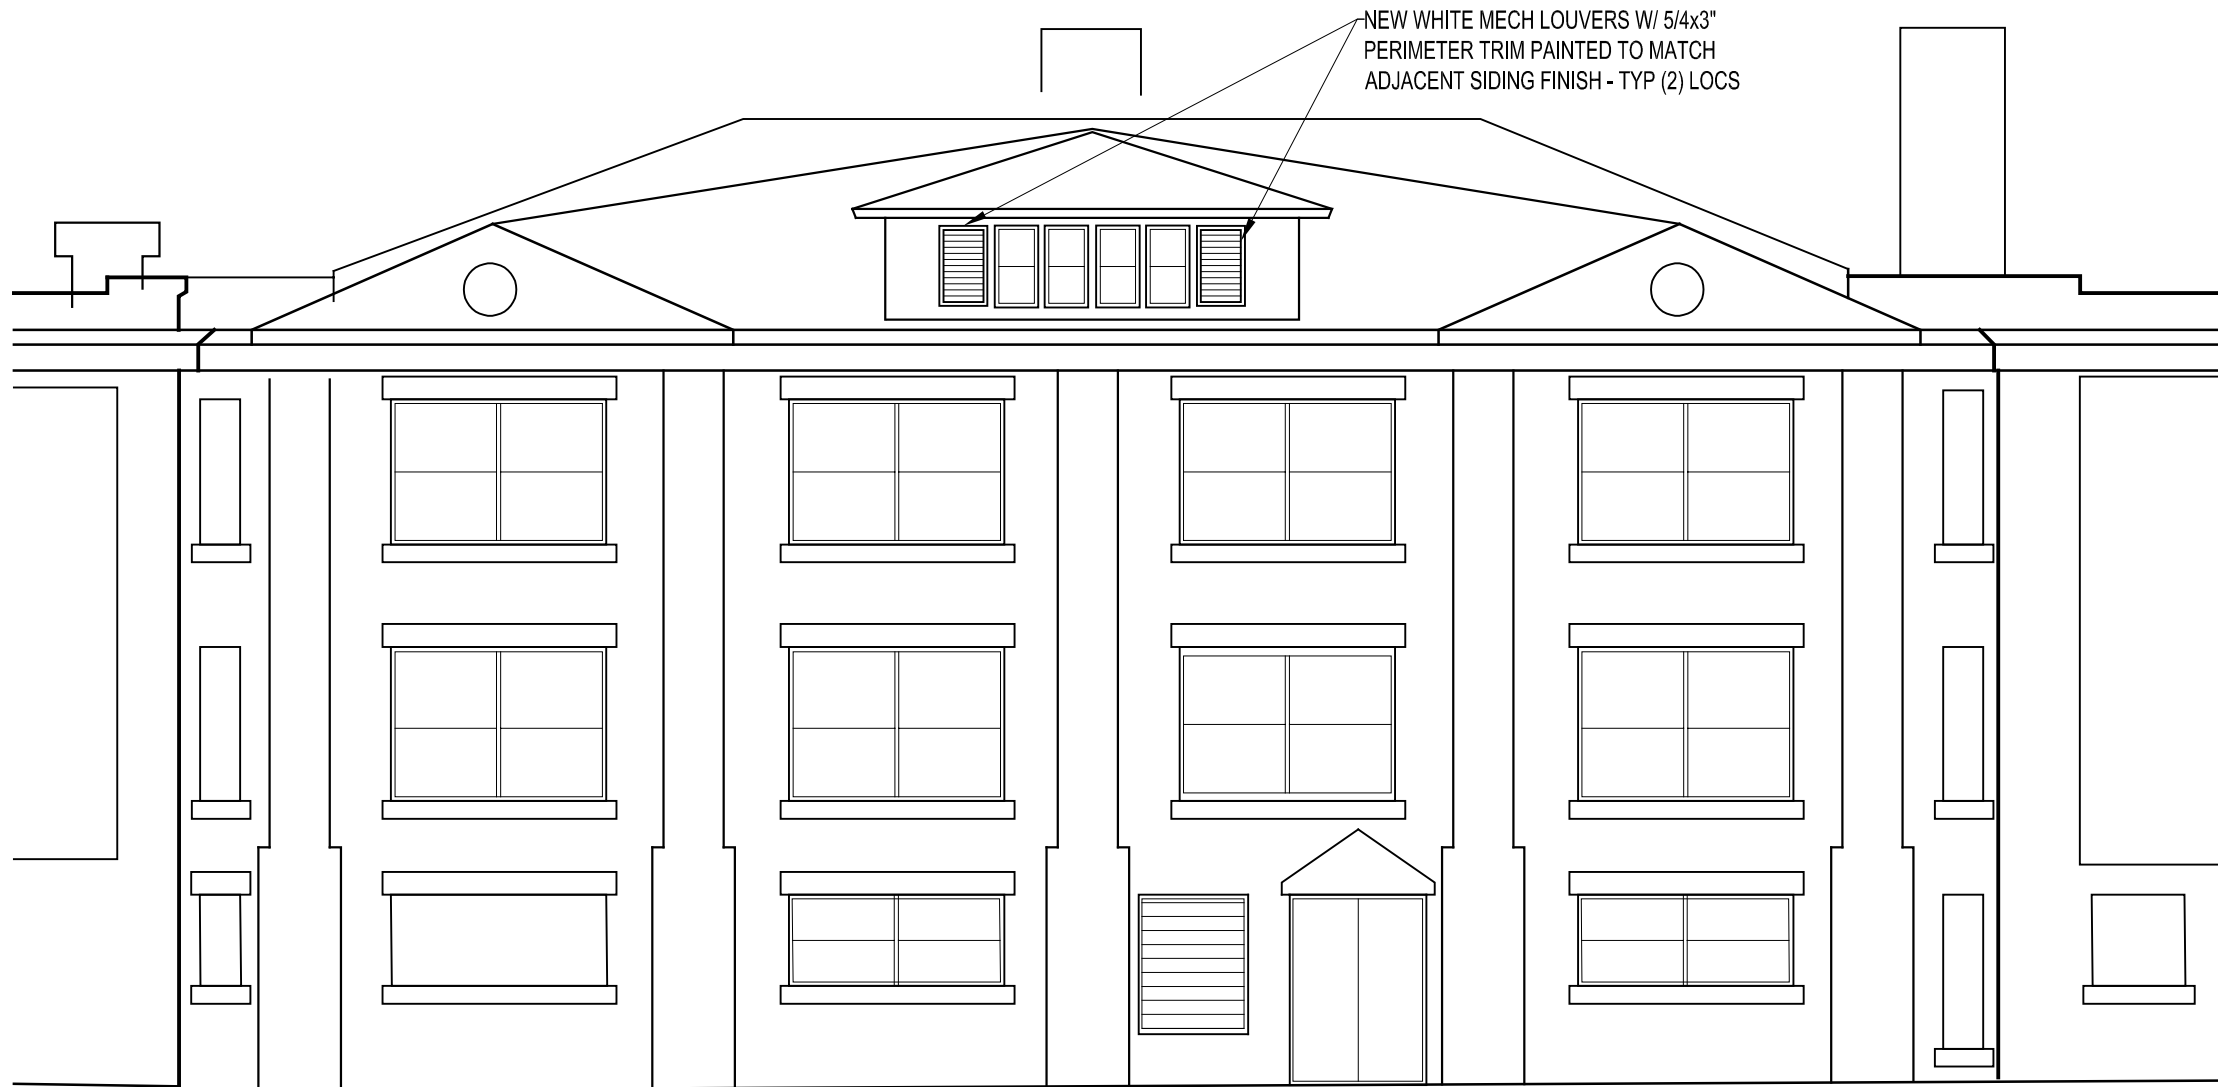 NEW WHITE MECH LOUVERS W/ 5/4x3"
PERIMETER TRIM PAINTED TO MATCH
ADJACENT SIDING FINISH - TYP (2) LOCS